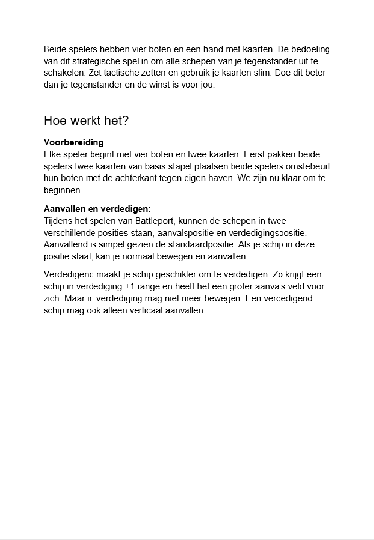 Beide spelers hebben vier boten en een hand met kaarten. De bedoeling
van dit strategische spel in om alle schepen van je tegenstander uit te
schakelen. Zet tactische zetten en gebruik je kaarten slim. Doe dit beter
dan je tegenstander en de winst is voor jou.
Hoe werkt het?
Voorbereiding
Elke speler begint met vier boten en twee kaarten. Eerst pakken beide
spelers twee kaarten van basis stapel plaatsen beide spelers omstebeurt
hun boten met de achterkant tegen eigen haven. We zijn nu klaar om te
beginnen
Aanvallen en verdedigen:
Tijdens het spelen van Battleport, kunnen de schepen in twee
verschillende posities staan, aanvalspositie en verdedigingspositie.
Aanvallend is simpel gezien de standaardpositie. Als je schip in deze
positie staat, kan je normaal bewegen en aanvallen
Verdedigend maakt je schip geschikter om te verdedigen. Zo krijgt een
schip in verdediging +1 range en heeft het een groter aanvals veld voor
zich. Maar in verdediging mag niet meer bewegen. Een verdedigend
schip mag ook alleen verticaal aanvallen